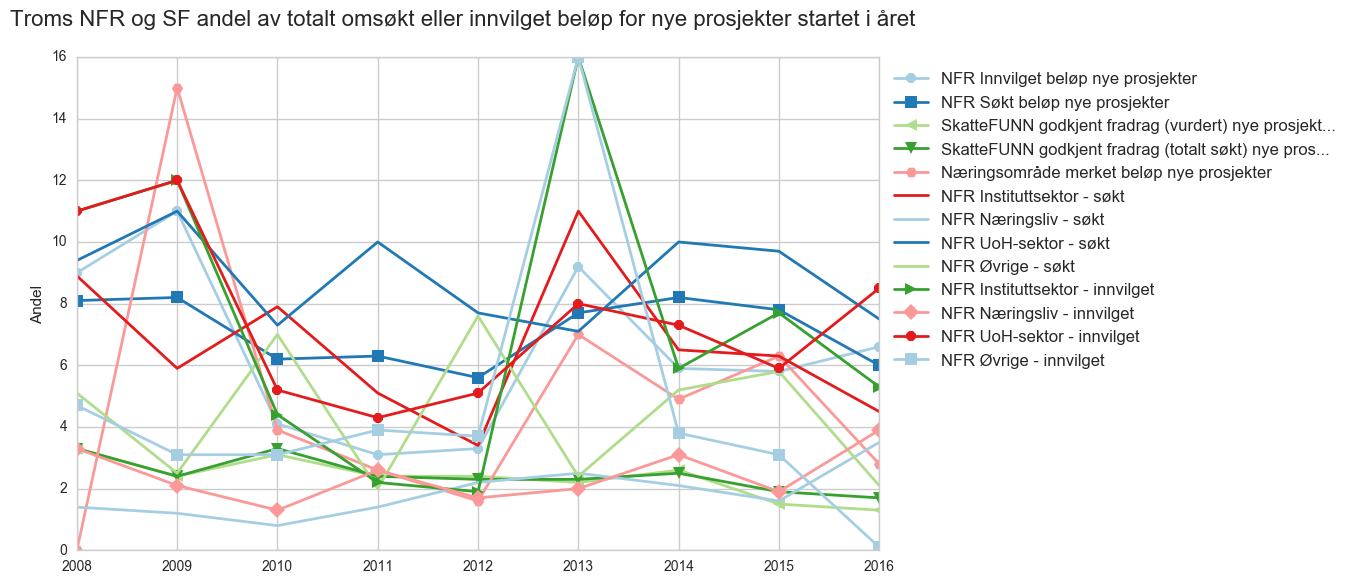 Troms NFR og SF andel av totalt omsøkt eller innvilget beløp for nye prosjekter startet i året
Andel
16
14
12
10
8
6
4
2
0
2008 2009 2010 2011 2012 2013 2014 2015 2016
NFR Innvilget beløp nye prosjekter
NFR Søkt beløp nye prosjekter
SkatteFUNN godkjent fradrag (vurdert) nye prosjekt...
SkatteFUNN godkjent fradrag (totalt søkt) nye pros...
Næringsområde merket beløp nye prosjekter
NFR Instituttsektor - søkt
NFR Næringsliv - søkt
NFR UoH-sektor - søkt
NFR Øvrige - søkt
NFR Instituttsektor - innvilget
NFR Næringsliv - innvilget
NFR UoH-sektor - innvilget
NFR Øvrige - innvilget